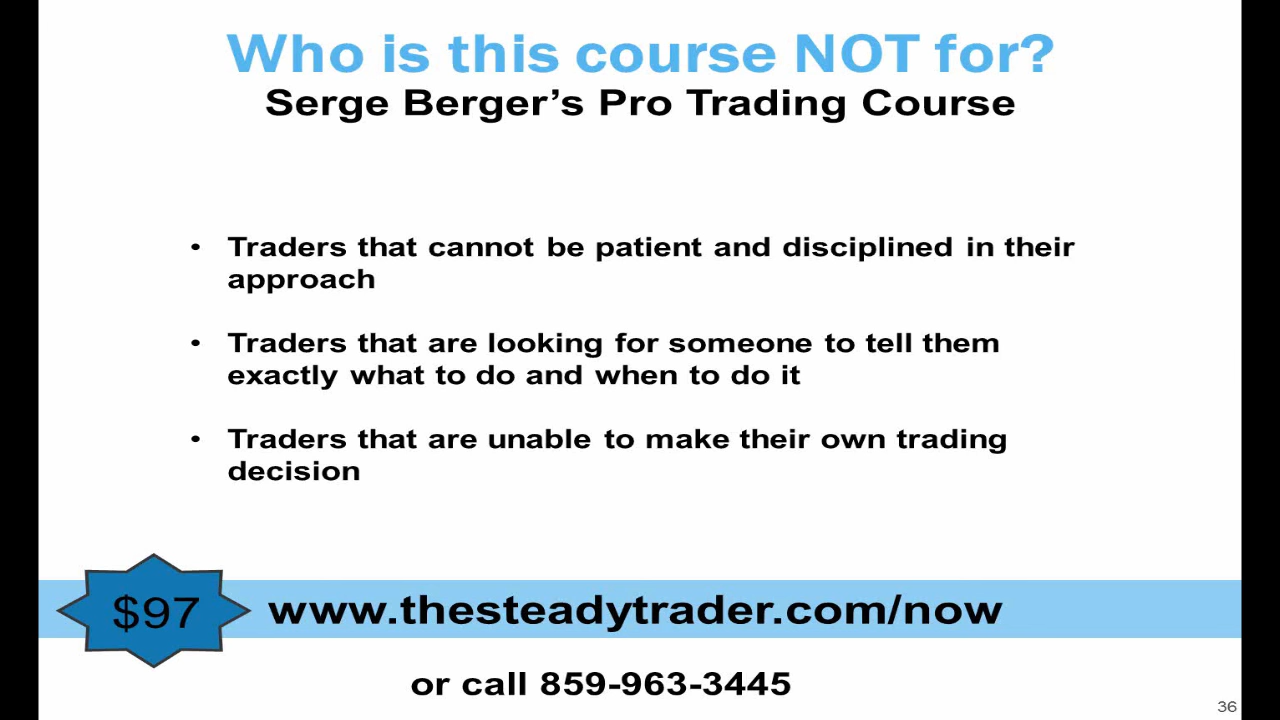 Who is this course NOT for?
Serge Berger’s Pro Trading Course
• Traders that cannot be patient and disciplined in their
approach
• Traders that are looking for someone to tell them
exactly what to do and when to do it
• Traders that are unable to make their own trading
decision
$97
www.thesteadytrader.com/now
or call 859-963-3445
36